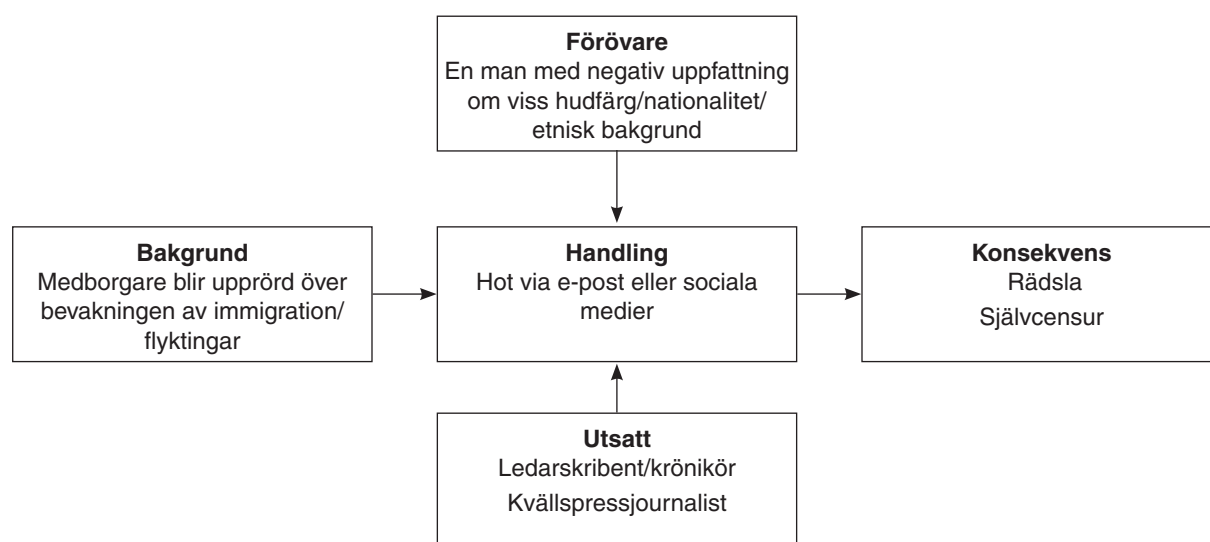 Förövare
En man med negativ uppfattning
om viss hudfärg/nationalitet/
etnisk bakgrund
Bakgrund
Medborgare blir upprörd över
bevakningen av immigration/
flyktingar
Handling
Hot via e-post eller sociala
medier
Konsekvens
Rädsla
Självcensur
Utsatt
Ledarskribent/krönikör
Kvällspressjournalist